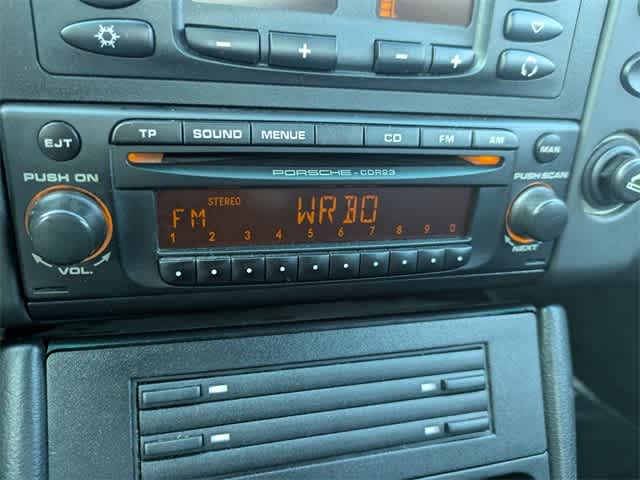 EJT TP SOUND MENUE CD FM AM MAN
PORSCHE-CDR23
PUSH ON PUSH SCAN
STEREO
FM WRBO
1 2 3 4 5 6 7 8 9 0
VOL. NEXT